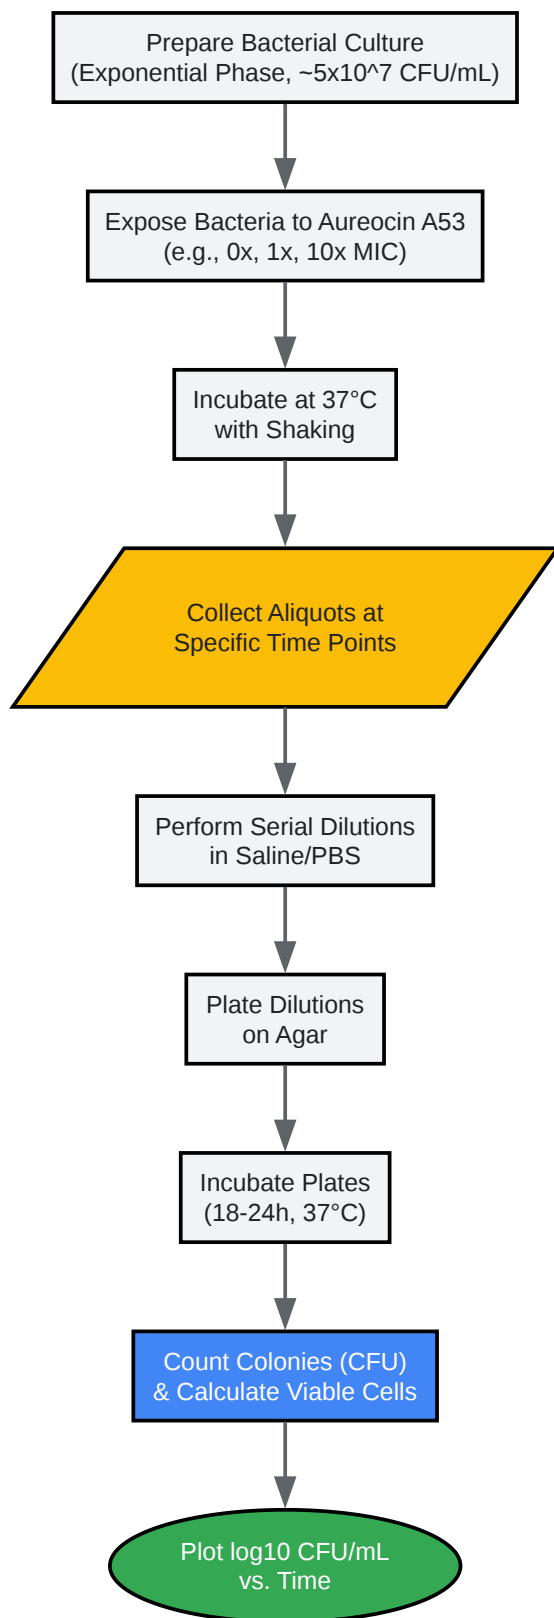 Prepare Bacterial Culture
(Exponential Phase, ~5x10^7 CFU/mL)
Expose Bacteria to Aureocin A53
(e.g., 0x, 1x, 10x MIC)
Incubate at 37°C
with Shaking
Collect Aliquots at
Specific Time Points
Perform Serial Dilutions
in Saline/PBS
Plate Dilutions
on Agar
Incubate Plates
(18-24h, 37°C)
Count Colonies (CFU)
& Calculate Viable Cells
Plot log10 CFU/mL
vs. Time